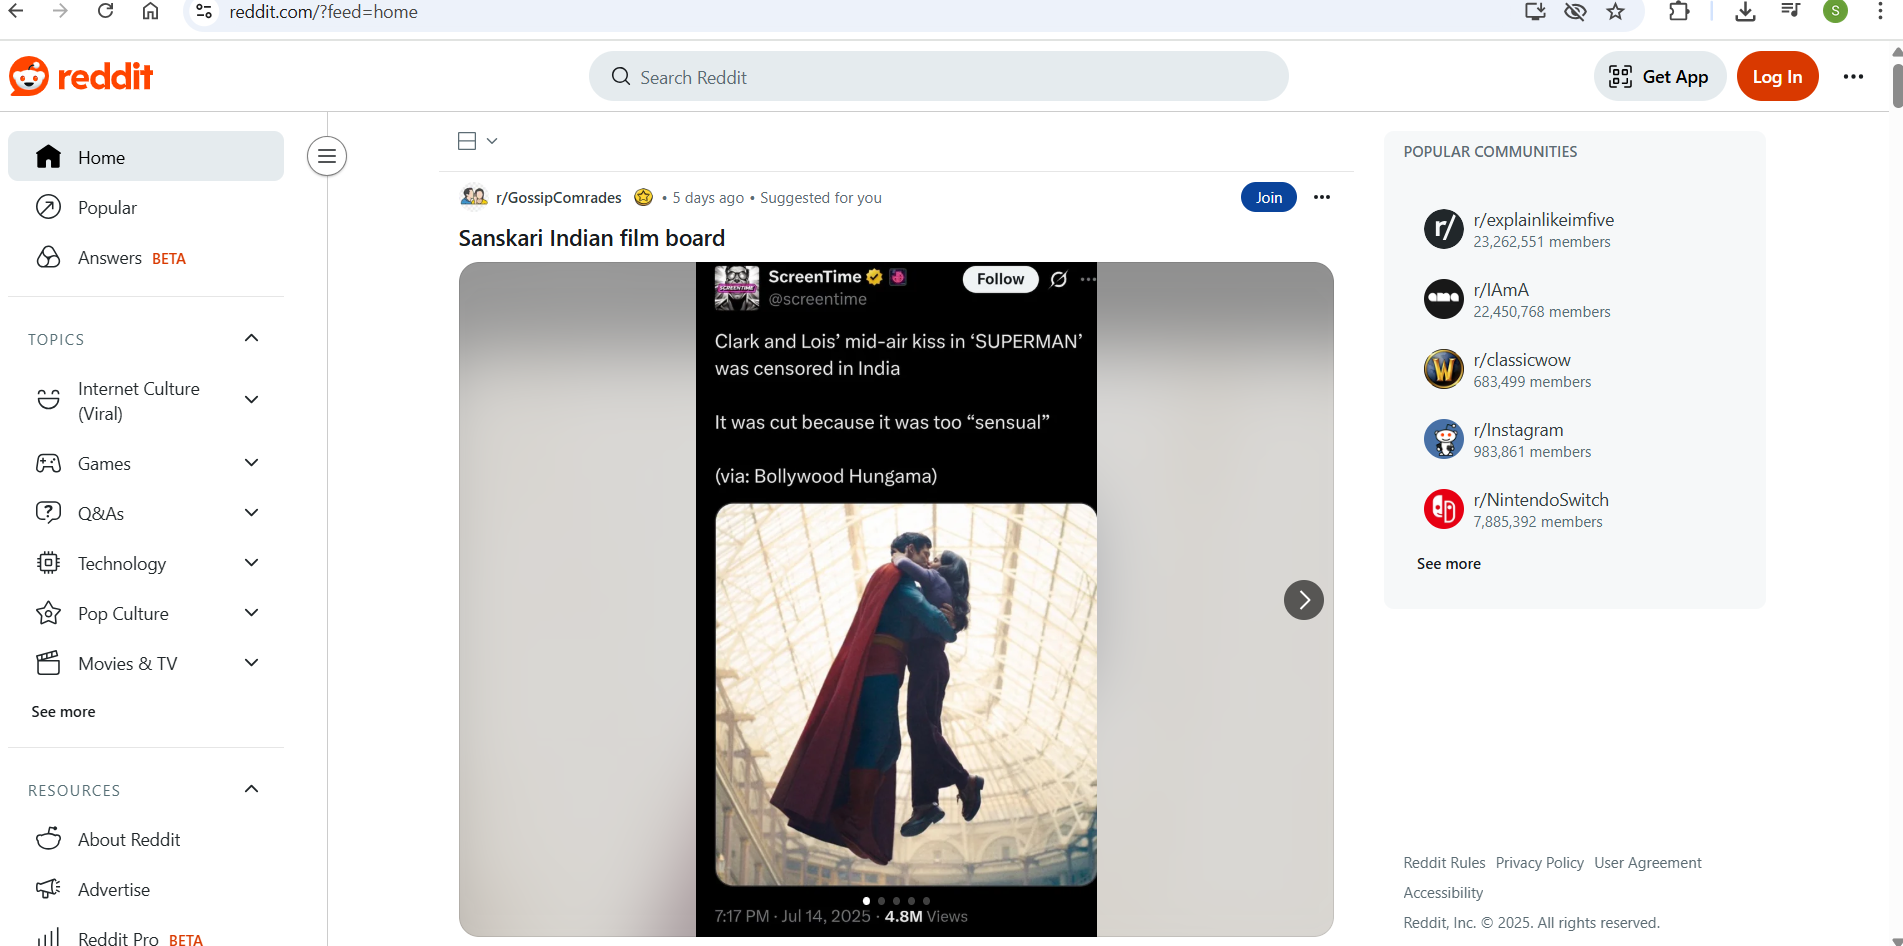 reddit.com/?feed=home
S
reddit
Search Reddit
Get App
Log In
Home
Popular
Answers BETA
TOPICS
Internet Culture
(Viral)
Games
Q&As
Technology
Pop Culture
Movies & TV
See more
RESOURCES
About Reddit
Advertise
Reddit Pro BETA
r/GossipComrades • 5 days ago • Suggested for you
Join
Sanskari Indian film board
SCREENTIME
ScreenTime
@screentime
Follow
Clark and Lois’ mid-air kiss in ‘SUPERMAN’
was censored in India
It was cut because it was too “sensual”
(via: Bollywood Hungama)
7:17 PM · Jul 14, 2025 · 4.8M Views
POPULAR COMMUNITIES
r/
r/explainlikeimfive
23,262,551 members
ama
r/IAmA
22,450,768 members
W
r/classicwow
683,499 members
r/Instagram
983,861 members
r/NintendoSwitch
7,885,392 members
See more
Reddit Rules Privacy Policy User Agreement
Accessibility
Reddit, Inc. © 2025. All rights reserved.